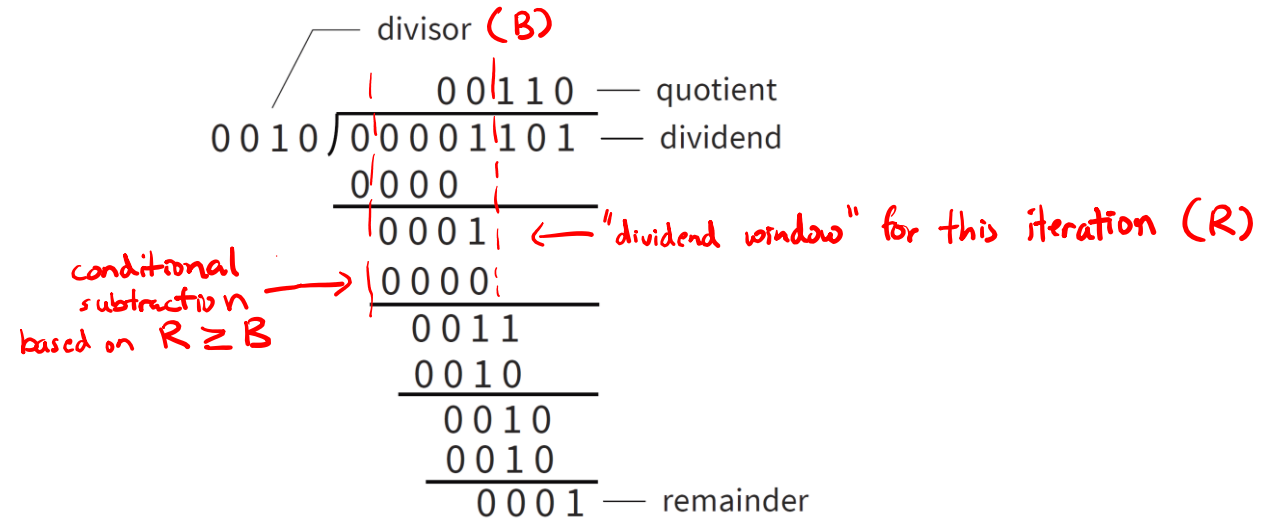 divisor (B)
00110 quotient
0010 00001101 dividend
0000
0001 "dividend window" for this iteration (R)
conditional
subtraction
based on R ≥ B
0000
0011
0010
0010
0010
0001 remainder